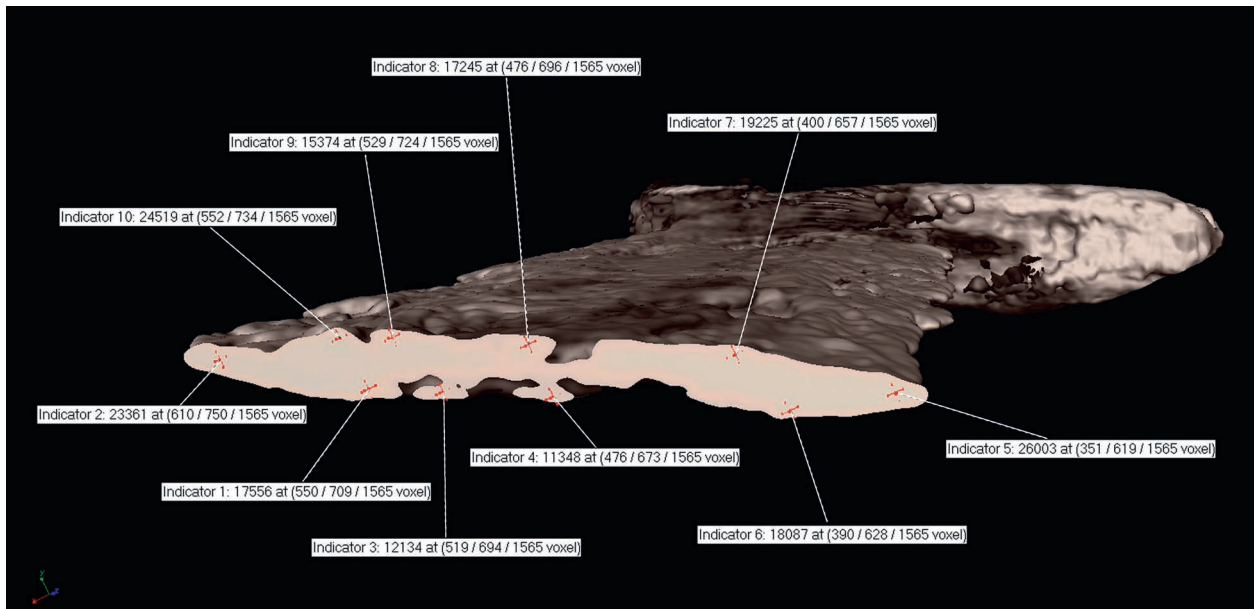 Indicator 8: 17245 at (476 / 696 / 1565 voxel)
Indicator 7: 19225 at (400 / 657 / 1565 voxel)
Indicator 9: 15374 at (529 / 724 / 1565 voxel)
Indicator 10: 24519 at (552 / 734 / 1565 voxel)
Indicator 2: 23361 at (610 / 750 / 1565 voxel)
Indicator 5: 26003 at (351 / 619 / 1565 voxel)
Indicator 4: 11348 at (476 / 673 / 1565 voxel)
Indicator 1: 17556 at (550 / 709 / 1565 voxel)
Indicator 6: 18087 at (390 / 628 / 1565 voxel)
Indicator 3: 12134 at (519 / 694 / 1565 voxel)
y
x z